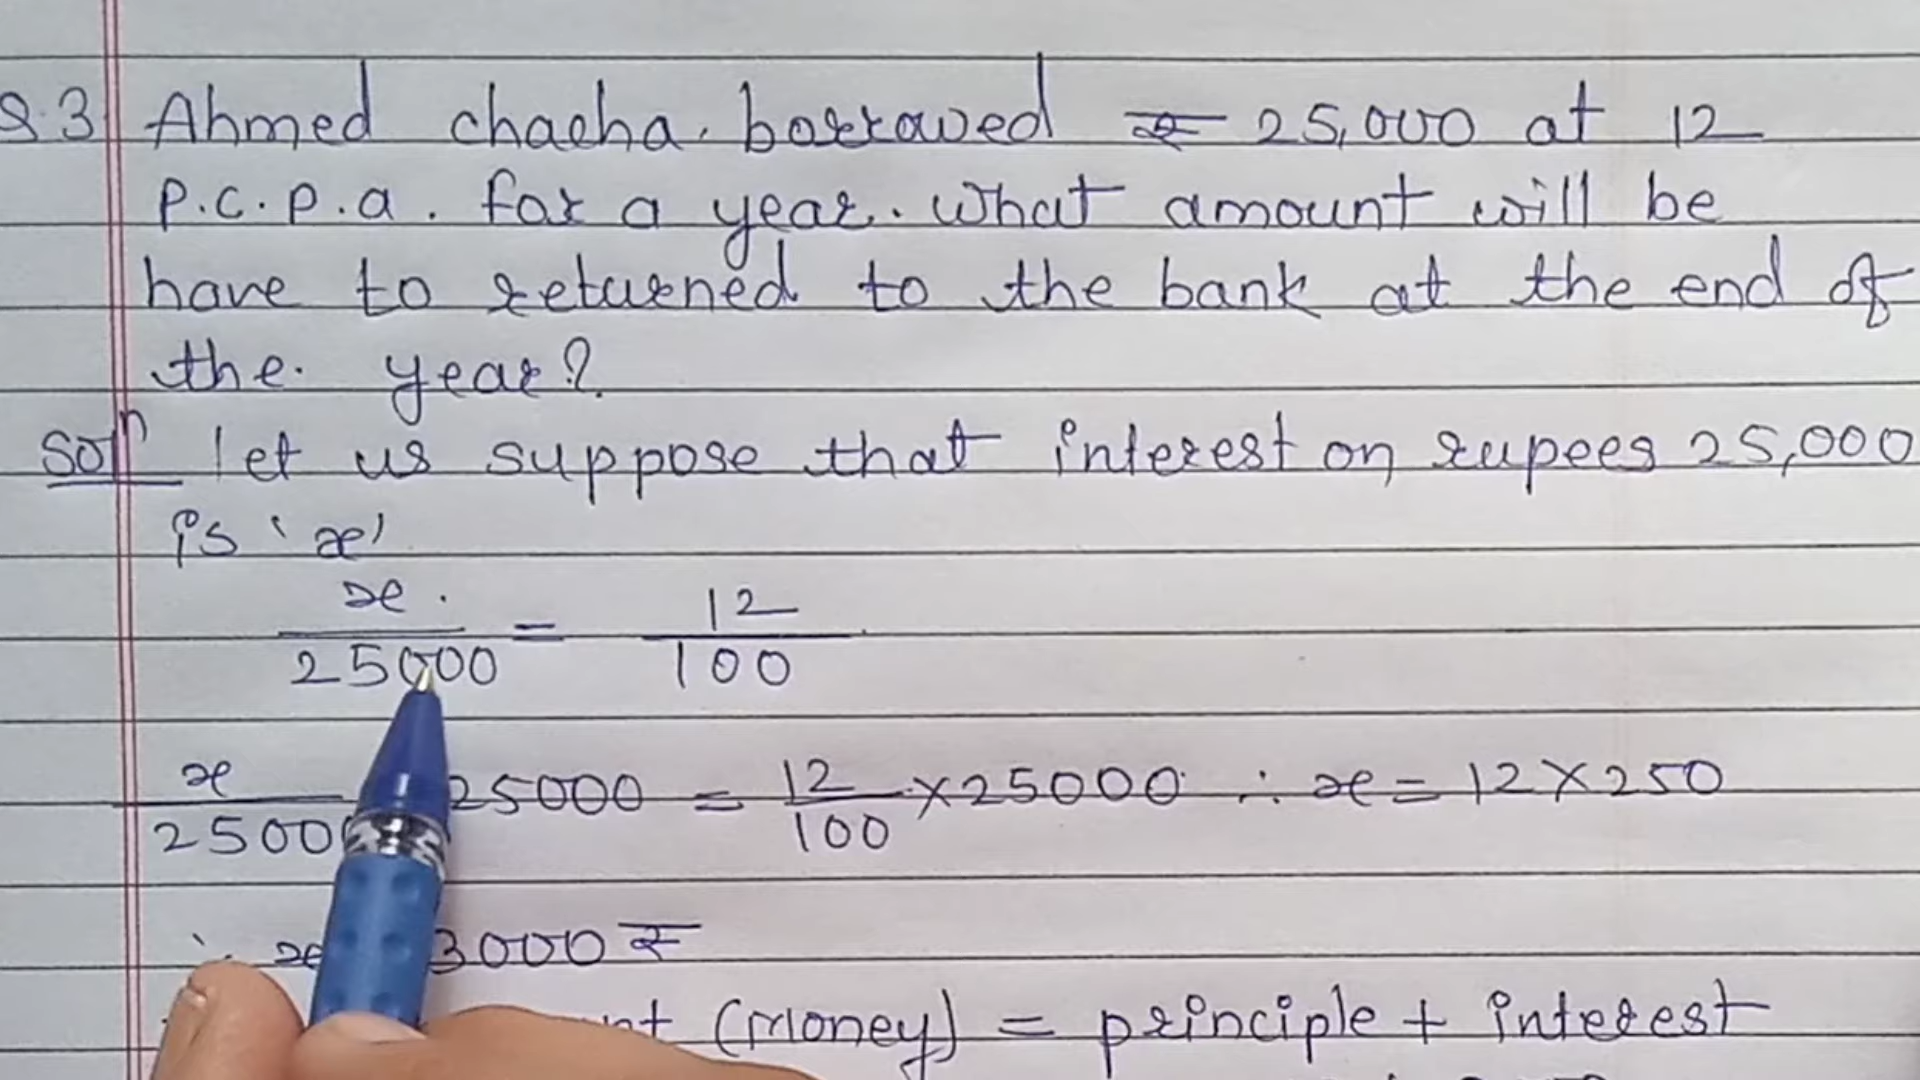 Q.3 Ahmed chacha. borrowed ₹ 25,000 at 12
P.C.P.a. for a year. What amount will be
have to returned to the bank at the end of
the. year?
Solⁿ let us suppose that interest on rupees 25,000
is 'x'
x. / 25000 = 12 / 100
x / 2500 25000 = 12 / 100 × 25000 ∴ x = 12 × 250
x 3000 ₹
(Money) = principle + interest